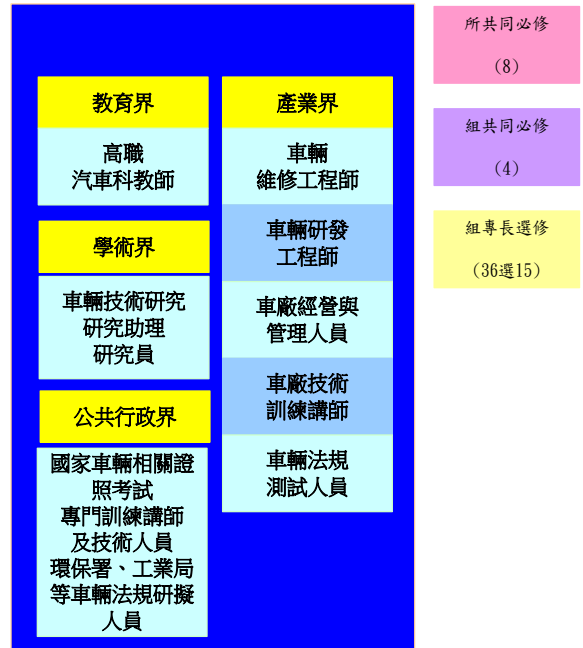 教育界
高職
汽車科教師
學術界
車輛技術研究
研究助理
研究員
公共行政界
國家車輛相關證
照考試
專門訓練講師
及技術人員
環保署、工業局
等車輛法規研擬
人員
產業界
車輛
維修工程師
車輛研發
工程師
車廠經營與
管理人員
車廠技術
訓練講師
車輛法規
測試人員
所共同必修
(8)
組共同必修
(4)
組專長選修
(36選15)